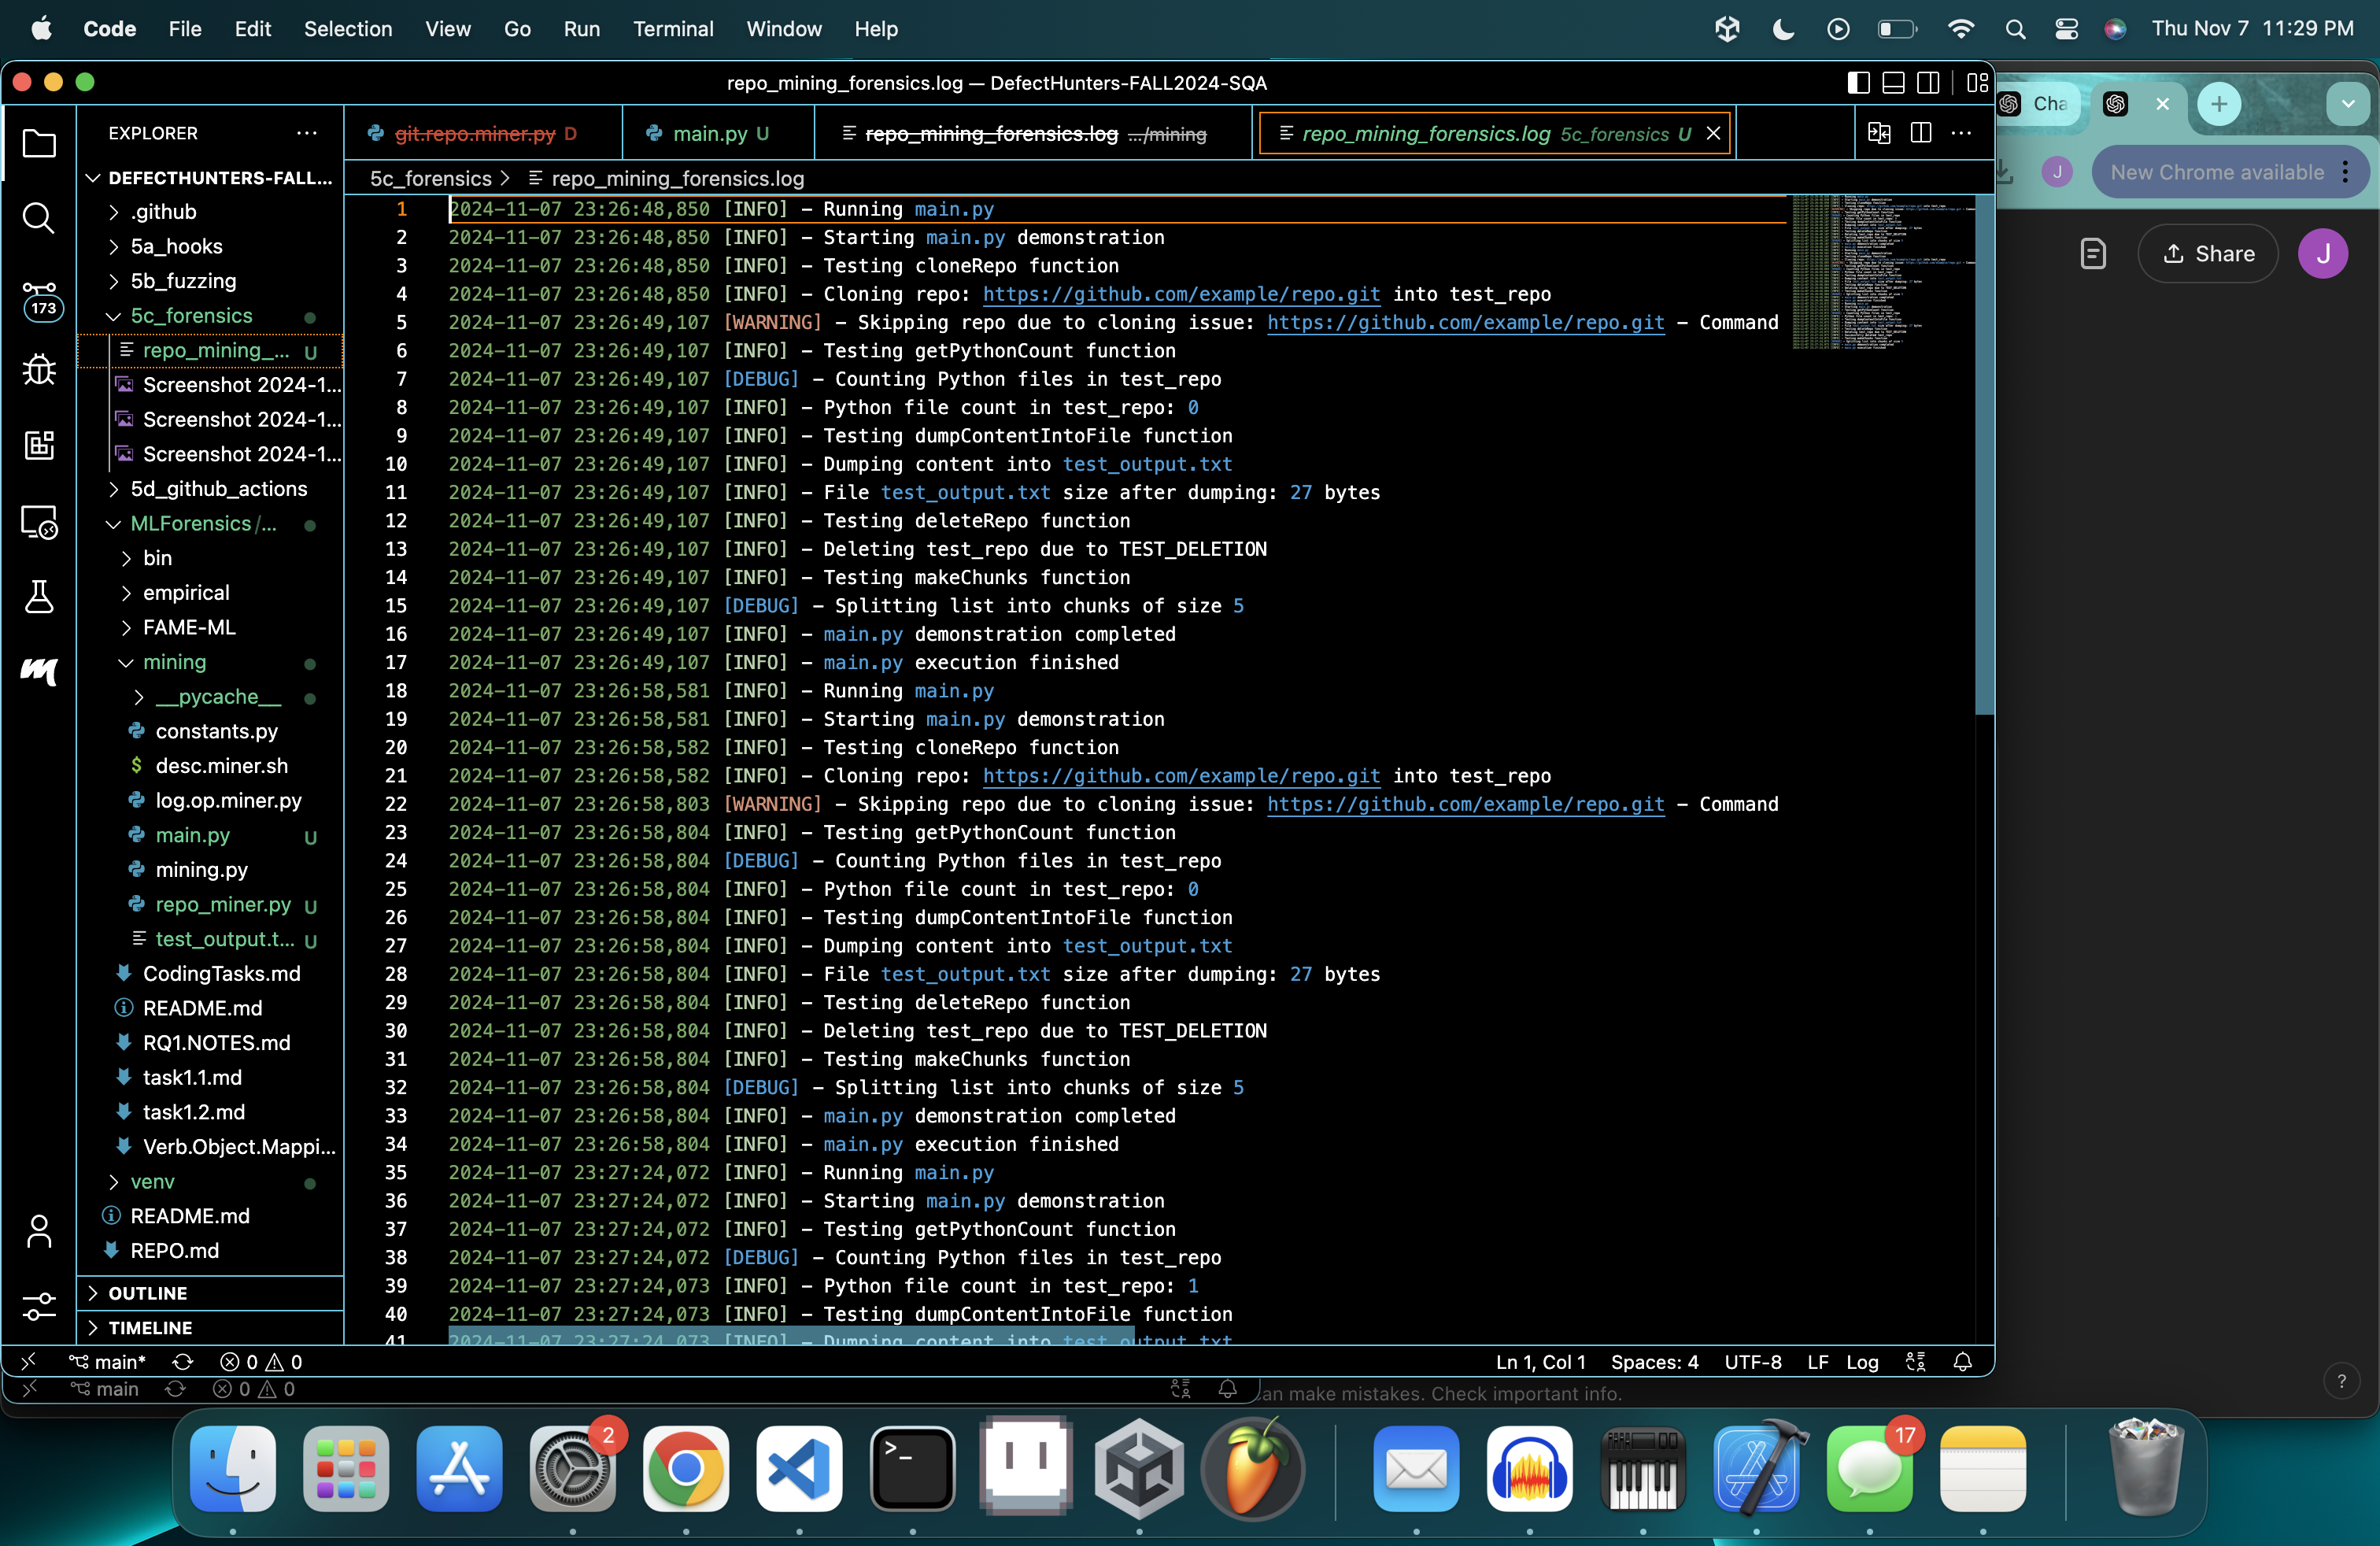 Code File Edit Selection View Go Run Terminal Window Help Thu Nov 7 11:29 PM
repo_mining_forensics.log — DefectHunters-FALL2024-SQA
Cha
EXPLORER
git.repo.miner.py D
main.py U
repo_mining_forensics.log .../mining
repo_mining_forensics.log 5c_forensics U
New Chrome available
J
Share
J
5c_forensics > repo_mining_forensics.log
DEFECTHUNTERS-FALL...
.github
5a_hooks
5b_fuzzing
5c_forensics
repo_mining_... U
Screenshot 2024-1...
Screenshot 2024-1...
Screenshot 2024-1...
5d_github_actions
MLForensics/...
bin
empirical
FAME-ML
mining
__pycache__
constants.py
$ desc.miner.sh
log.op.miner.py
main.py U
mining.py
repo_miner.py U
test_output.t... U
CodingTasks.md
README.md
RQ1.NOTES.md
task1.1.md
task1.2.md
Verb.Object.Mappi...
venv
README.md
REPO.md
OUTLINE
TIMELINE
173
1 2024-11-07 23:26:48,850 [INFO] - Running main.py
2 2024-11-07 23:26:48,850 [INFO] - Starting main.py demonstration
3 2024-11-07 23:26:48,850 [INFO] - Testing cloneRepo function
4 2024-11-07 23:26:48,850 [INFO] - Cloning repo: https://github.com/example/repo.git into test_repo
5 2024-11-07 23:26:49,107 [WARNING] - Skipping repo due to cloning issue: https://github.com/example/repo.git - Command
6 2024-11-07 23:26:49,107 [INFO] - Testing getPythonCount function
7 2024-11-07 23:26:49,107 [DEBUG] - Counting Python files in test_repo
8 2024-11-07 23:26:49,107 [INFO] - Python file count in test_repo: 0
9 2024-11-07 23:26:49,107 [INFO] - Testing dumpContentIntoFile function
10 2024-11-07 23:26:49,107 [INFO] - Dumping content into test_output.txt
11 2024-11-07 23:26:49,107 [INFO] - File test_output.txt size after dumping: 27 bytes
12 2024-11-07 23:26:49,107 [INFO] - Testing deleteRepo function
13 2024-11-07 23:26:49,107 [INFO] - Deleting test_repo due to TEST_DELETION
14 2024-11-07 23:26:49,107 [INFO] - Testing makeChunks function
15 2024-11-07 23:26:49,107 [DEBUG] - Splitting list into chunks of size 5
16 2024-11-07 23:26:49,107 [INFO] - main.py demonstration completed
17 2024-11-07 23:26:49,107 [INFO] - main.py execution finished
18 2024-11-07 23:26:58,581 [INFO] - Running main.py
19 2024-11-07 23:26:58,581 [INFO] - Starting main.py demonstration
20 2024-11-07 23:26:58,582 [INFO] - Testing cloneRepo function
21 2024-11-07 23:26:58,582 [INFO] - Cloning repo: https://github.com/example/repo.git into test_repo
22 2024-11-07 23:26:58,803 [WARNING] - Skipping repo due to cloning issue: https://github.com/example/repo.git - Command
23 2024-11-07 23:26:58,804 [INFO] - Testing getPythonCount function
24 2024-11-07 23:26:58,804 [DEBUG] - Counting Python files in test_repo
25 2024-11-07 23:26:58,804 [INFO] - Python file count in test_repo: 0
26 2024-11-07 23:26:58,804 [INFO] - Testing dumpContentIntoFile function
27 2024-11-07 23:26:58,804 [INFO] - Dumping content into test_output.txt
28 2024-11-07 23:26:58,804 [INFO] - File test_output.txt size after dumping: 27 bytes
29 2024-11-07 23:26:58,804 [INFO] - Testing deleteRepo function
30 2024-11-07 23:26:58,804 [INFO] - Deleting test_repo due to TEST_DELETION
31 2024-11-07 23:26:58,804 [INFO] - Testing makeChunks function
32 2024-11-07 23:26:58,804 [DEBUG] - Splitting list into chunks of size 5
33 2024-11-07 23:26:58,804 [INFO] - main.py demonstration completed
34 2024-11-07 23:26:58,804 [INFO] - main.py execution finished
35 2024-11-07 23:27:24,072 [INFO] - Running main.py
36 2024-11-07 23:27:24,072 [INFO] - Starting main.py demonstration
37 2024-11-07 23:27:24,072 [INFO] - Testing getPythonCount function
38 2024-11-07 23:27:24,072 [DEBUG] - Counting Python files in test_repo
39 2024-11-07 23:27:24,073 [INFO] - Python file count in test_repo: 1
40 2024-11-07 23:27:24,073 [INFO] - Testing dumpContentIntoFile function
41 2024-11-07 23:27:24,073 [INFO] - Dumping content into test_output.txt
main* 0 0 Ln 1, Col 1 Spaces: 4 UTF-8 LF Log
main 0 0
an make mistakes. Check important info. ?
2
17